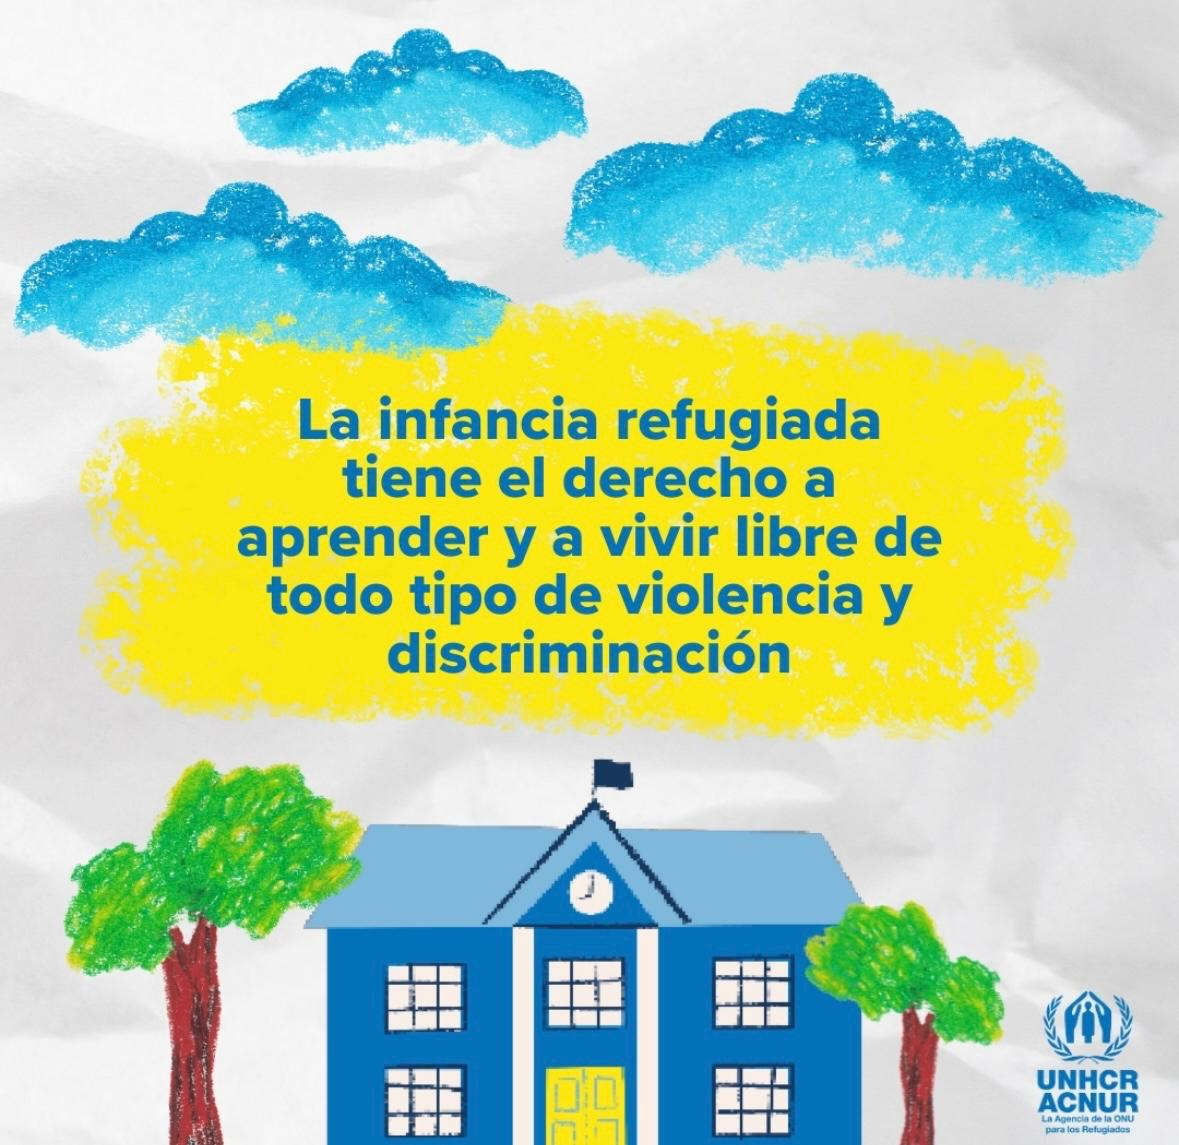 La infancia refugiada
tiene el derecho a
aprender y a vivir libre de
todo tipo de violencia y
discriminación
UNHCR
ACNUR
La Agencia de la ONU
para los Refugiados